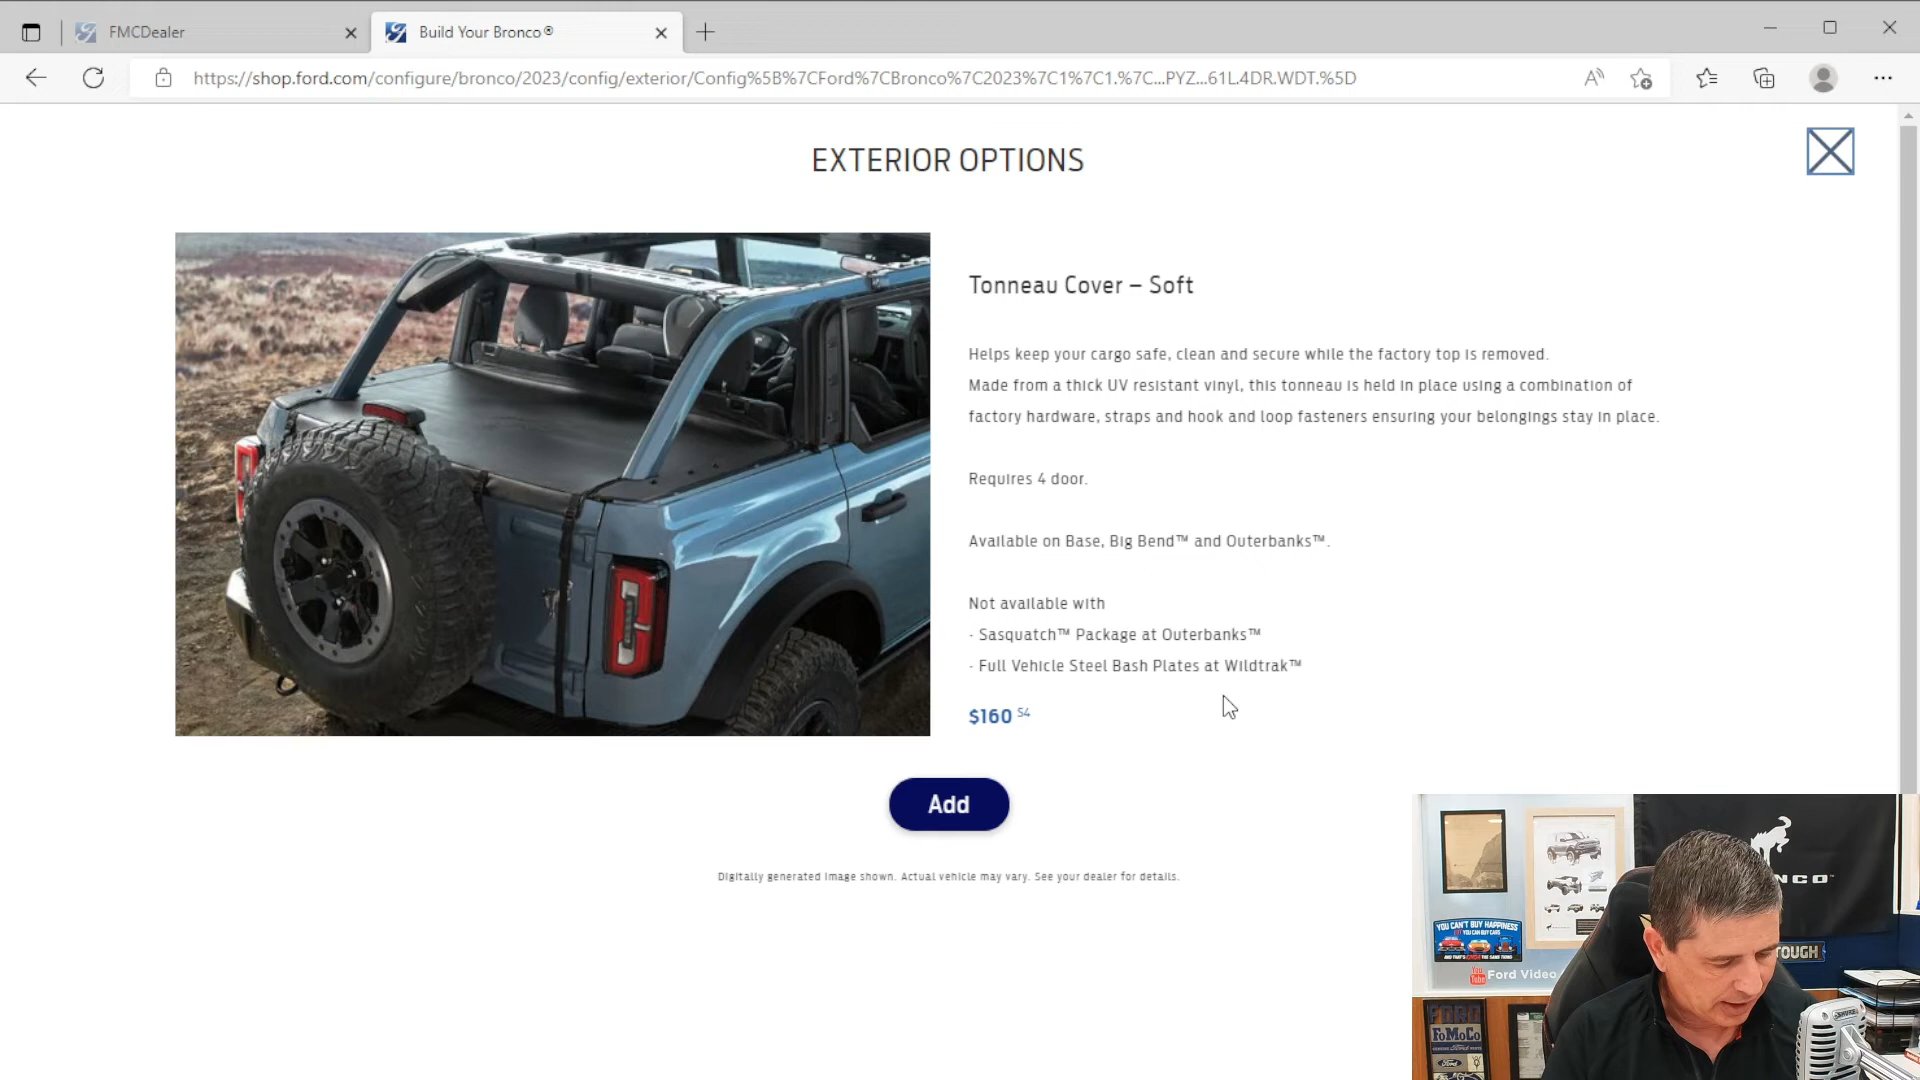 FMCDealer
Build Your Bronco®
https://shop.ford.com/configure/bronco/2023/config/exterior/Config%5B%7CFord%7CBronco%7C2023%7C1%7C1.%7C...PYZ...61L.4DR.WDT.%5D
EXTERIOR OPTIONS
Tonneau Cover – Soft
Helps keep your cargo safe, clean and secure while the factory top is removed.
Made from a thick UV resistant vinyl, this tonneau is held in place using a combination of
factory hardware, straps and hook and loop fasteners ensuring your belongings stay in place.
Requires 4 door.
Available on Base, Big Bend™ and Outerbanks™.
Not available with
- Sasquatch™ Package at Outerbanks™
- Full Vehicle Steel Bash Plates at Wildtrak™
$160 S4
Add
Digitally generated image shown. Actual vehicle may vary. See your dealer for details.
NCO™
YOU CAN'T BUY HAPPINESS
YOU CAN BUY CARS
AND THAT'S KINDA THE SAME THING
TOUGH
You
Tube
Ford Video
FORD
FoMoCo
Ford
SHURE